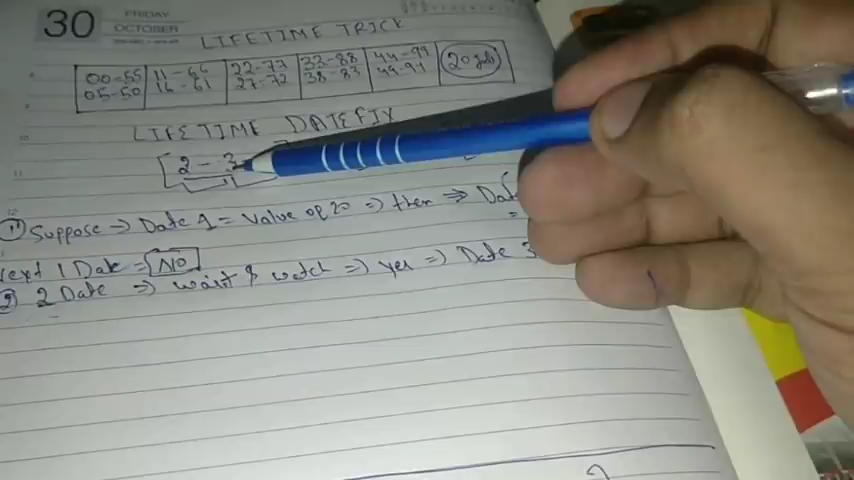 30 FRIDAY
OCTOBER
LIFETIME TRICK
00-55 11-66 22-77 33-88 44-99 20 Jodi
05-50 16-61 27-72 38-83 49-94
LIFETIME DATEFIX
[2-3
(1) Suppose ⇒ Date 1 = Value of 20 ⇒ then ⇒ Date
Next 1 Date = NO
(2) 2 Date ⇒ wait & watch ⇒ yes ⇒ Date 3